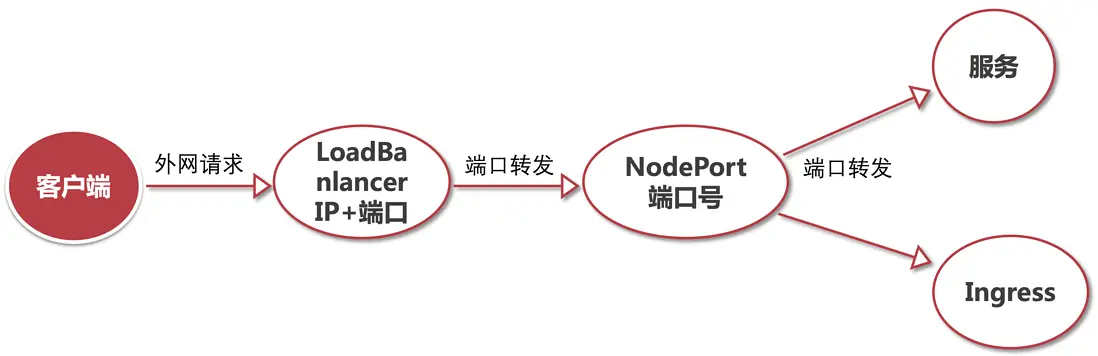 客户端
外网请求
LoadBa
nlancer
IP+端口
端口转发
NodePort
端口号
端口转发
服务
Ingress